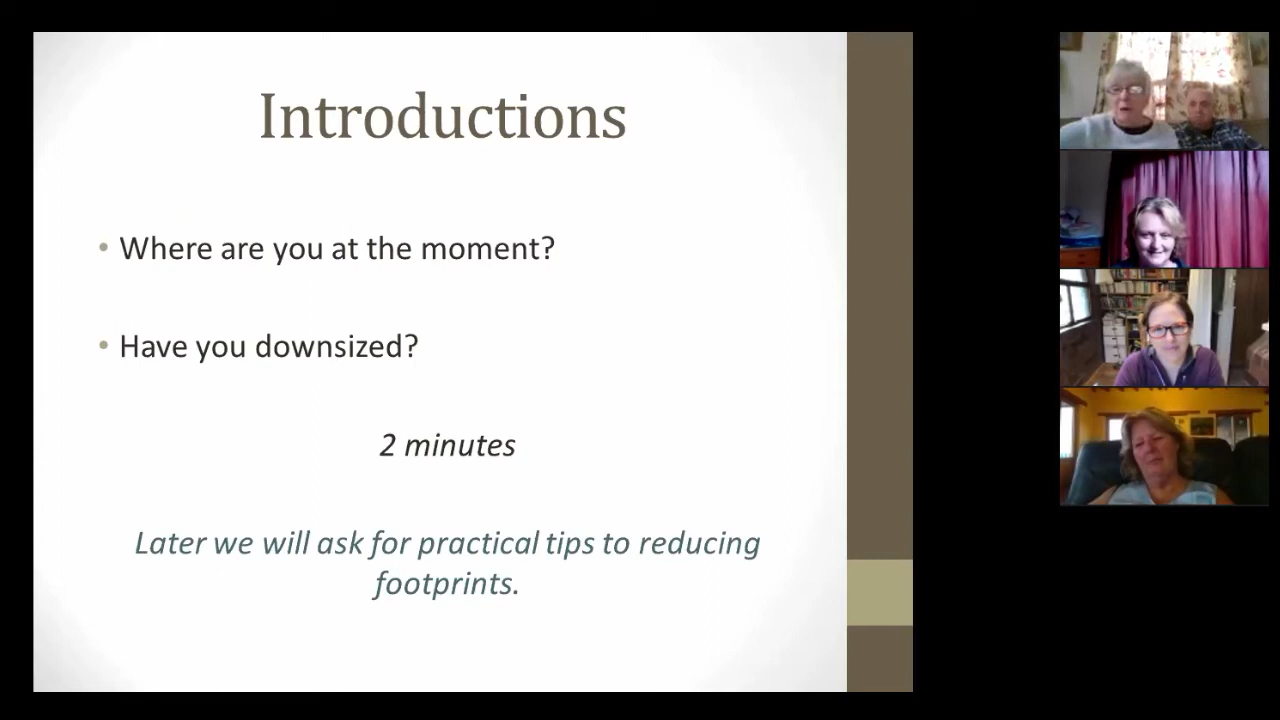 Introductions
• Where are you at the moment?
• Have you downsized?
2 minutes
Later we will ask for practical tips to reducing
footprints.